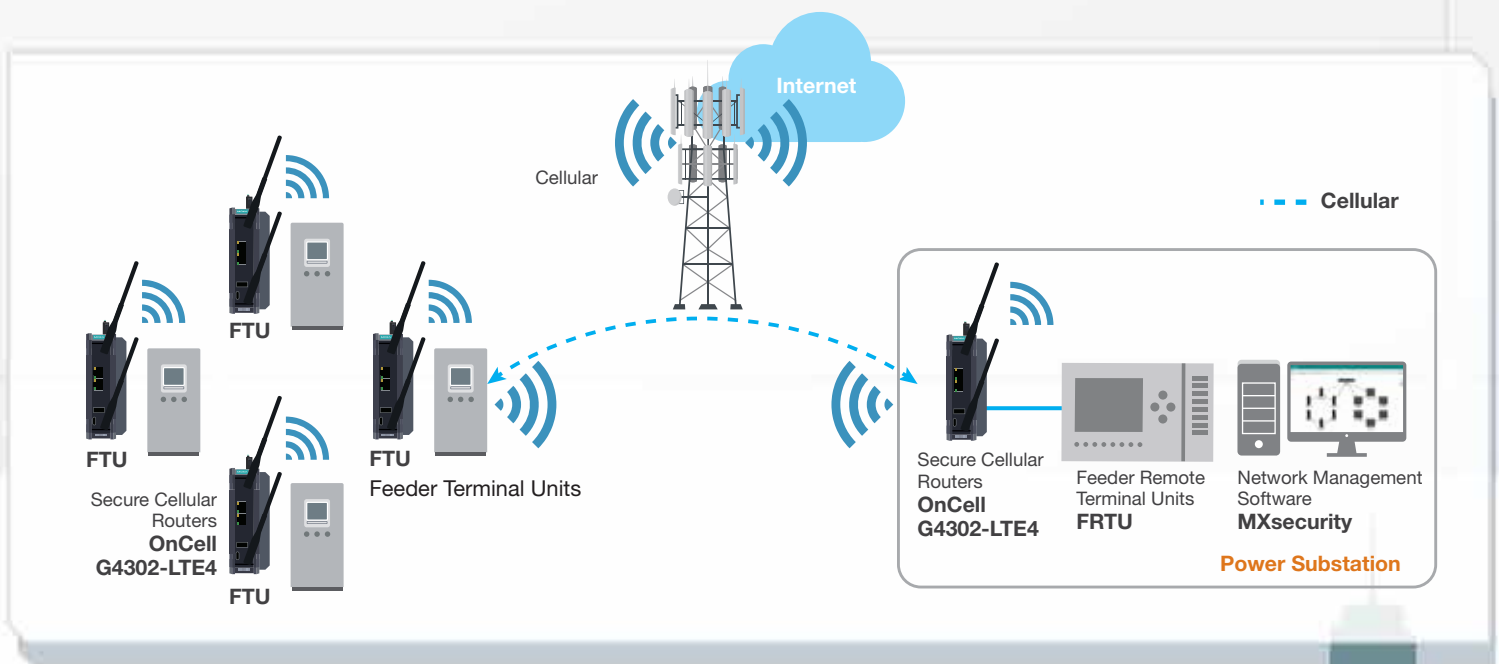 Internet
Cellular
Cellular
FTU
FTU
FTU
Feeder Terminal Units
Secure Cellular
Routers
OnCell
G4302-LTE4
FTU
Secure Cellular
Routers
OnCell
G4302-LTE4
Feeder Remote
Terminal Units
FRTU
Network Management
Software
MXsecurity
Power Substation